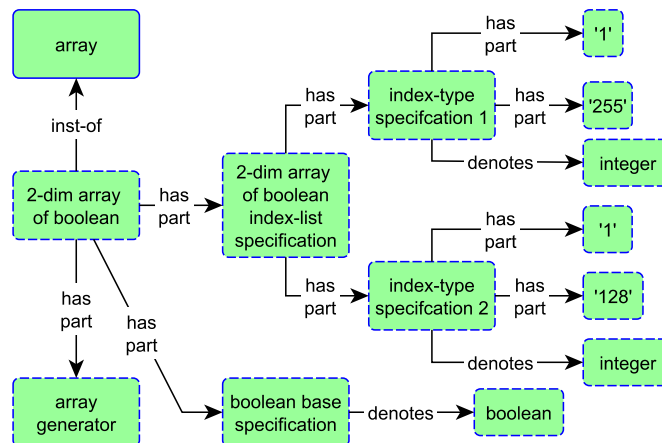 array
inst-of
2-dim array
of boolean
has
part
2-dim array
of boolean
index-list
specification
has
part
index-type
specifcation 1
has
part
'1'
has
part
'255'
denotes
integer
has
part
index-type
specifcation 2
has
part
'1'
has
part
'128'
denotes
integer
has
part
array
generator
has
part
boolean base
specification
denotes
boolean